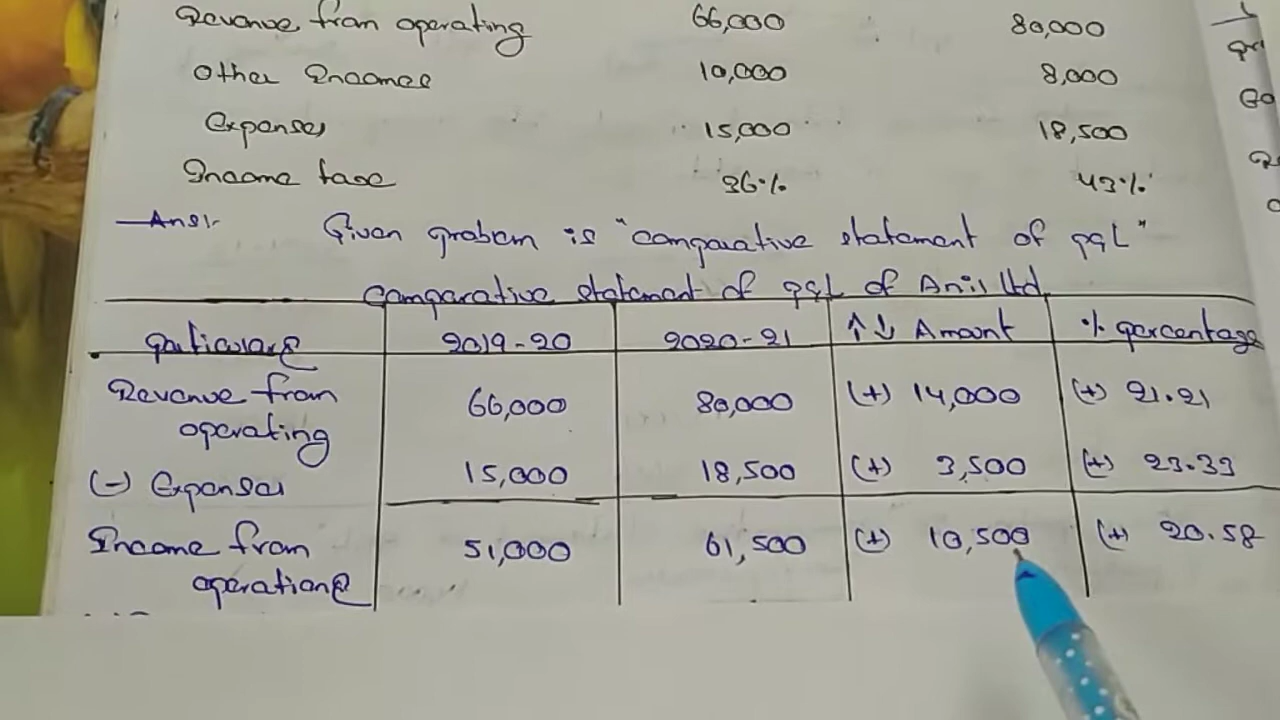 Revenue from operating 66,000 80,000
Other Incomes 10,000 8,000
Expenses 15,000 18,500
Income taxe 36% 43%
Ans:- Given probem is "comparative statement of p&L"
comparative statement of p&L of Anil Ltd.
particulars 2019-20 2020-21 ↑↓ Amount % percentage
Revenue from 66,000 80,000 (+) 14,000 (+) 21.21
operating
(-) Expenses 15,000 18,500 (+) 3,500 (+) 23.33
Income from 51,000 61,500 (+) 10,500 (+) 20.58
operations